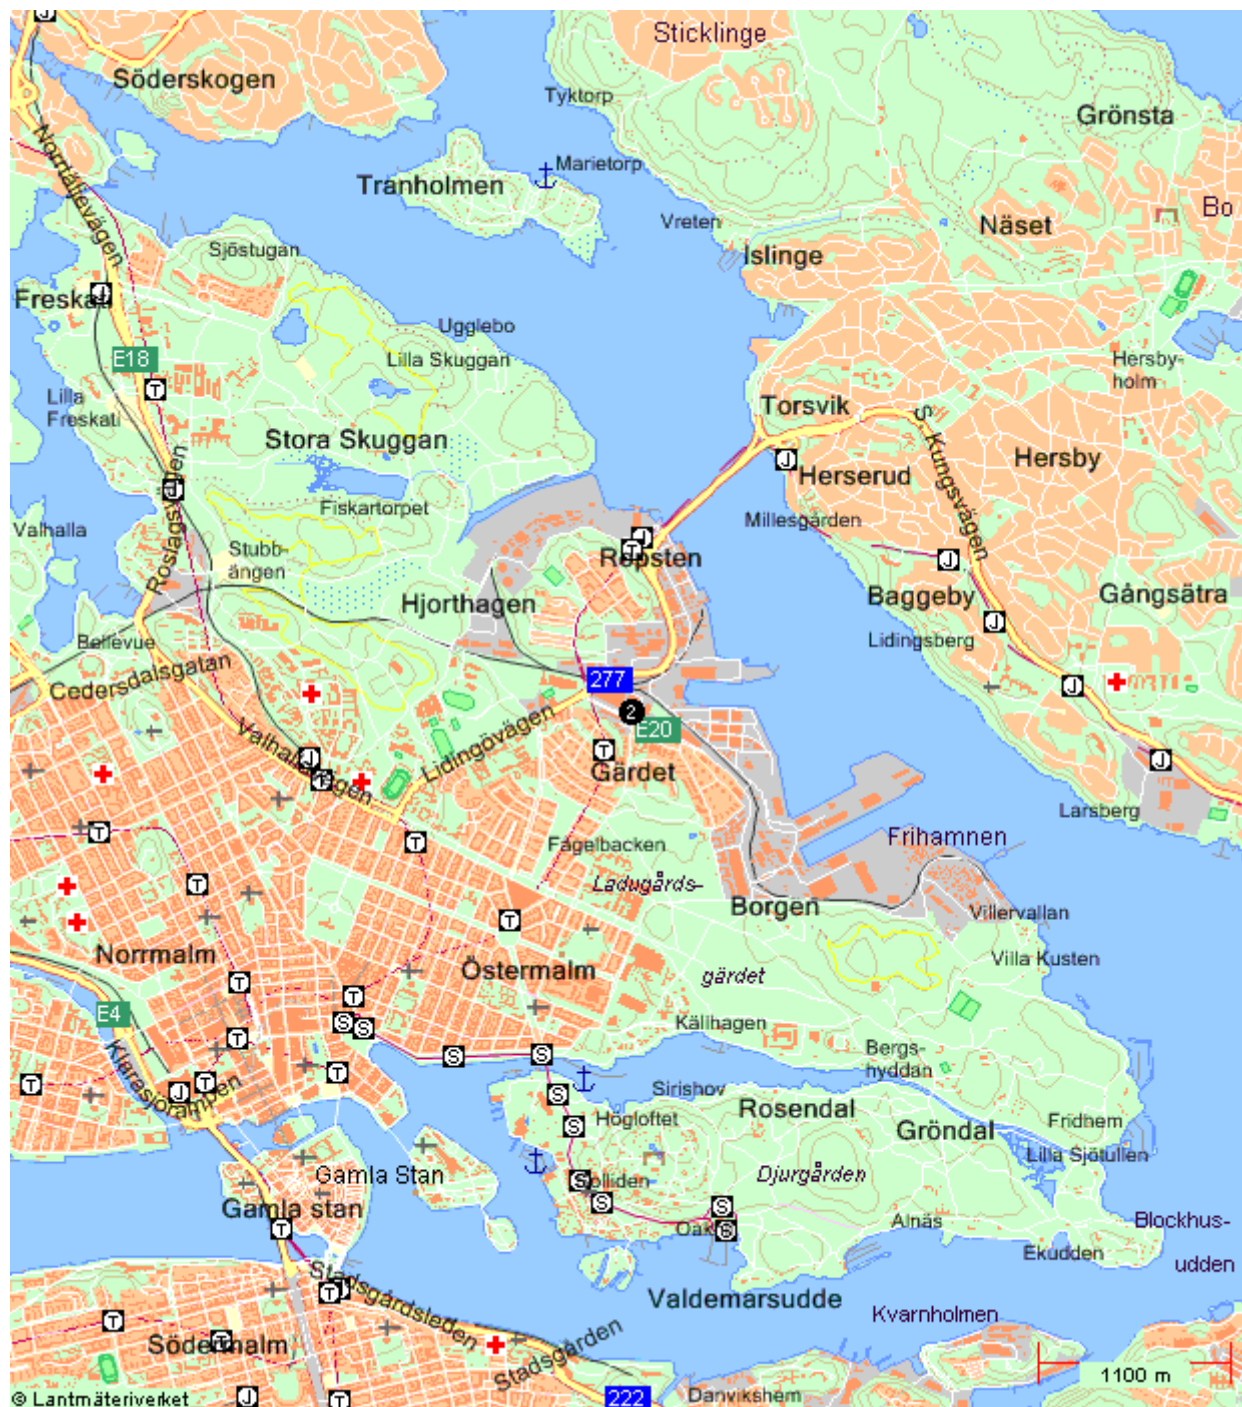 J
Sticklinge
Söderskogen
Tyktorp
Grönsta
Norrtäljevägen
Marietorp
Tranholmen
Bo
Vreten
Näset
Sjöstugan
Islinge
J
Freskati
Ugglebo
E18
Lilla Skuggan
Hersby-
holm
T
Lilla
Freskati
Torsvik
S. Kungsvägen
Stora Skuggan
Hersby
J
Herserud
J
Roslagsvägen
Fiskartorpet
Millesgården
Valhalla
J
T
Ropsten
Stubb-
ängen
J
Baggeby
Gångsätra
Hjorthagen
J
Lidingsberg
Bellevue
Cedersdalsgatan
277
J
2
E20
Lidingövägen
Valhallavägen
J
T
T
Gärdet
J
Larsberg
T
T
Fågelbacken
Frihamnen
T
Ladugårds-
Borgen
Villervallan
T
Norrmalm
Östermalm
gärdet
Villa Kusten
T
T
E4
S
S
Källhagen
T
Bergs-
hyddan
S
S
Klarasjörampen
T
J
T
T
S
Sirishov
Högloftet
Rosendal
Gröndal
Fridhem
S
Lilla Sjötullen
Gamla Stan
S
Solliden
Djurgården
Gamla stan
T
S
S
S
Oak
Alnäs
Blockhus-
udden
Ekudden
Stadsgårdsleden
T
Valdemarsudde
Kvarnholmen
T
Södermalm
T
Stadsgården
1100 m
J
T
222
Danvikshem
© Lantmäteriverket